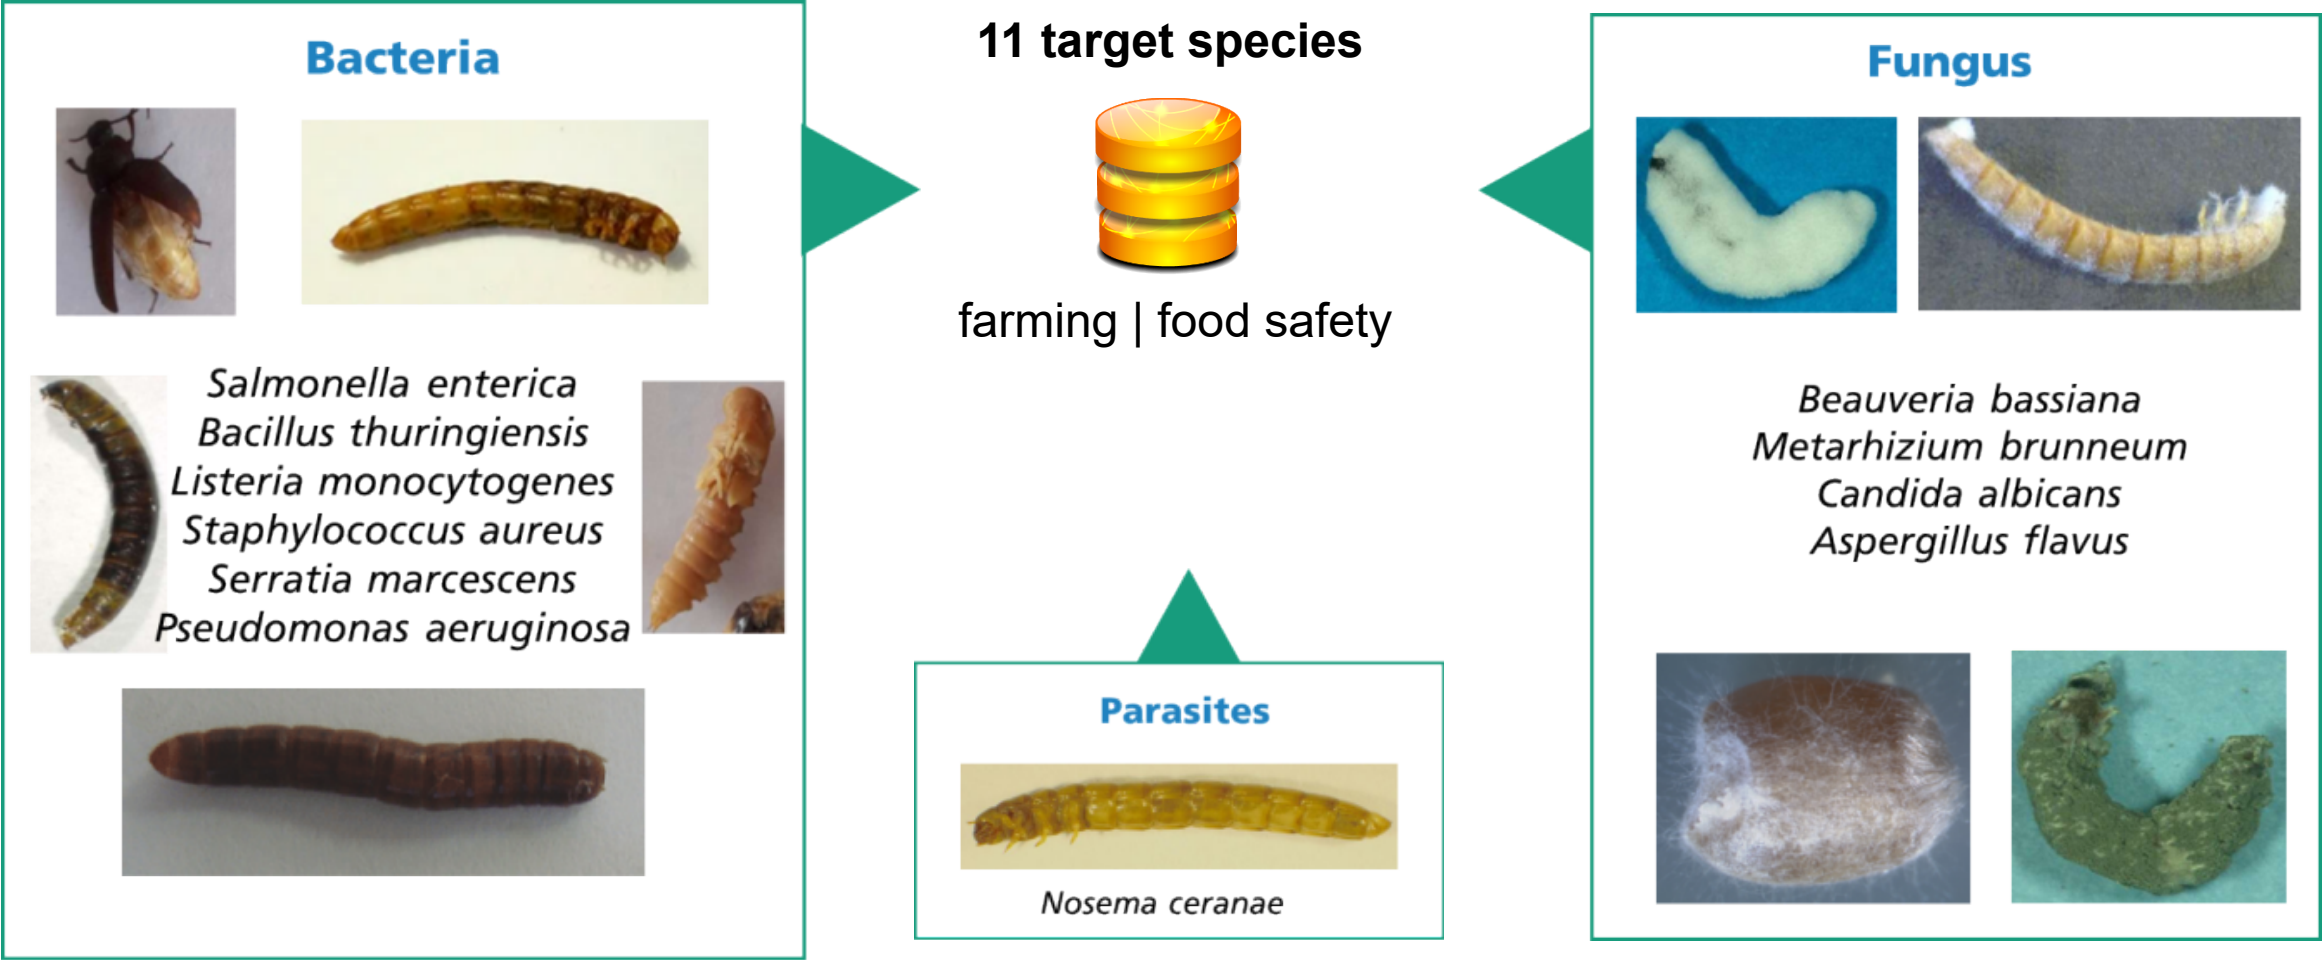 Bacteria
Salmonella enterica
Bacillus thuringiensis
Listeria monocytogenes
Staphylococcus aureus
Serratia marcescens
Pseudomonas aeruginosa
11 target species
farming | food safety
Parasites
Nosema ceranae
Fungus
Beauveria bassiana
Metarhizium brunneum
Candida albicans
Aspergillus flavus